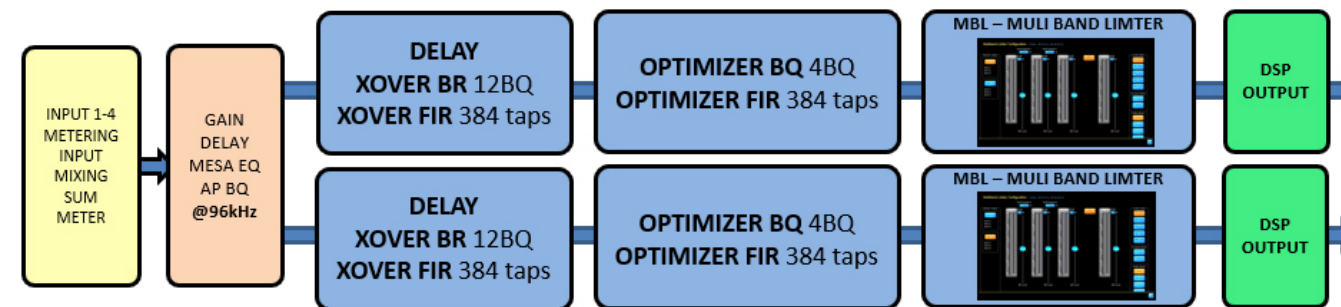 INPUT 1-4
METERING
INPUT
MIXING
SUM
METER
GAIN
DELAY
MESA EQ
AP BQ
@96kHz
DELAY
XOVER BR 12BQ
XOVER FIR 384 taps
OPTIMIZER BQ 4BQ
OPTIMIZER FIR 384 taps
MBL – MULI BAND LIMTER
DSP
OUTPUT
DELAY
XOVER BR 12BQ
XOVER FIR 384 taps
OPTIMIZER BQ 4BQ
OPTIMIZER FIR 384 taps
MBL – MULI BAND LIMTER
DSP
OUTPUT